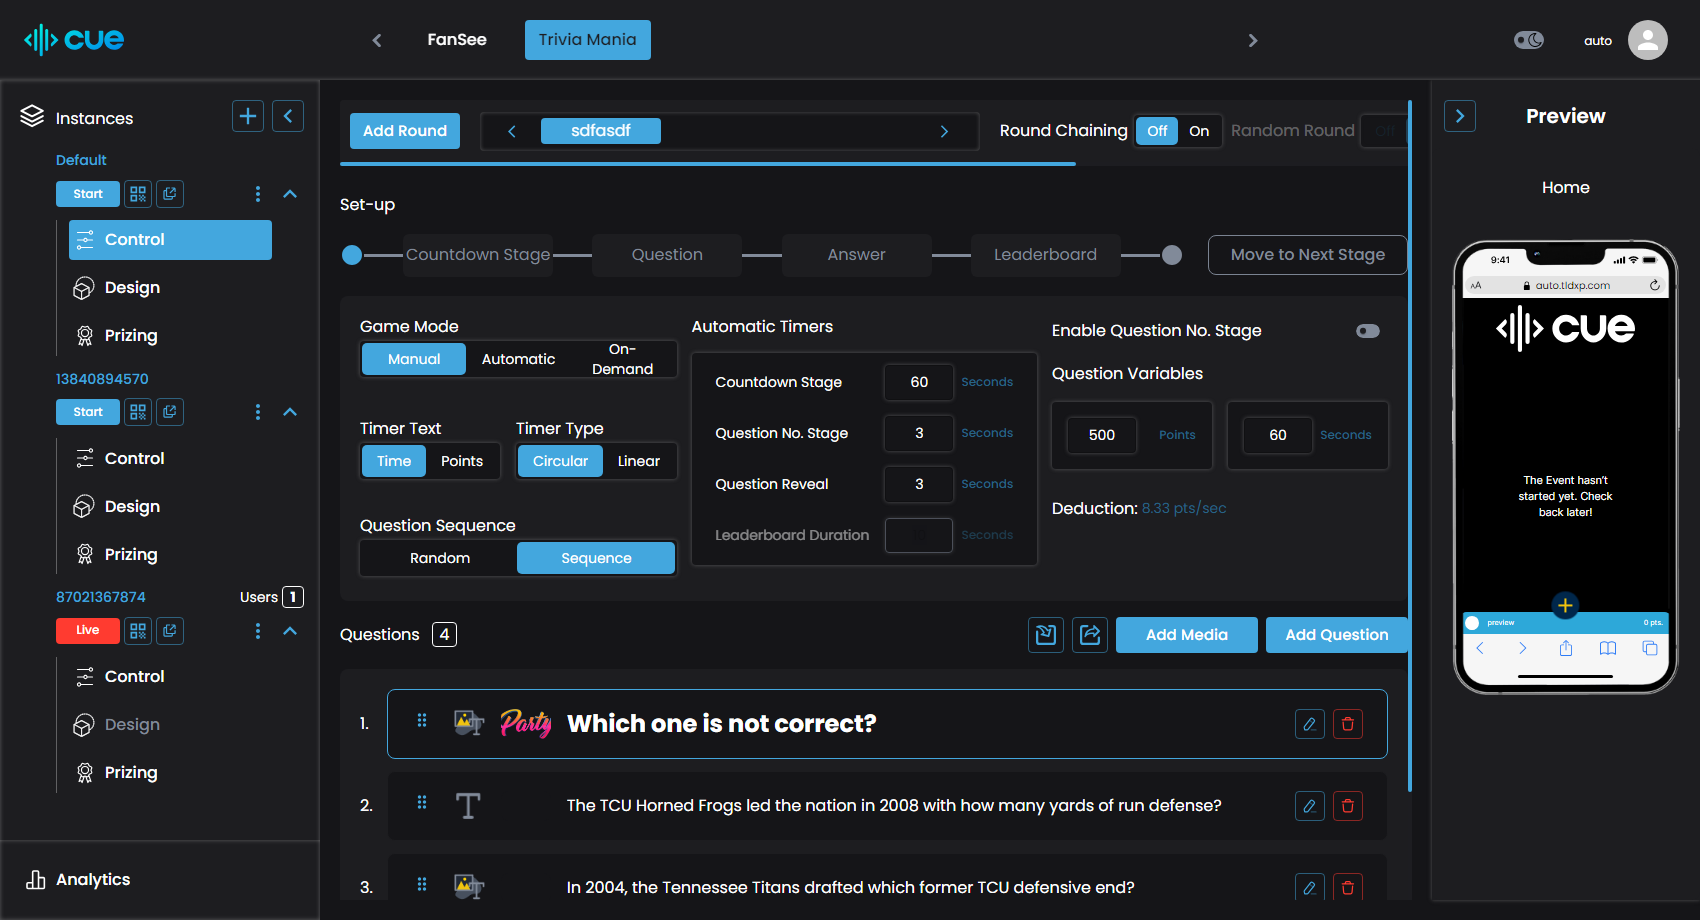 cue
FanSee
Trivia Mania
auto
Instances
Default
Start
Control
Design
Prizing
13840894570
Start
Control
Design
Prizing
87021367874
Users 1
Live
Control
Design
Prizing
Analytics
Add Round
sdfasdf
Round Chaining
Off On
Random Round
Off
Set-up
Countdown Stage
Question
Answer
Leaderboard
Move to Next Stage
Game Mode
Manual
Automatic
On-
Demand
Timer Text
Time Points
Timer Type
Circular Linear
Question Sequence
Random
Sequence
Automatic Timers
Countdown Stage 60 Seconds
Question No. Stage 3 Seconds
Question Reveal 3 Seconds
Leaderboard Duration Seconds
Enable Question No. Stage
Question Variables
500 Points
60 Seconds
Deduction: 8.33 pts/sec
Questions 4
Add Media
Add Question
1. Party Which one is not correct?
2. T The TCU Horned Frogs led the nation in 2008 with how many yards of run defense?
3. In 2004, the Tennessee Titans drafted which former TCU defensive end?
Preview
Home
9:41
AA auto.tldxp.com
cue
The Event hasn't
started yet. Check
back later!
preview 0 pts.